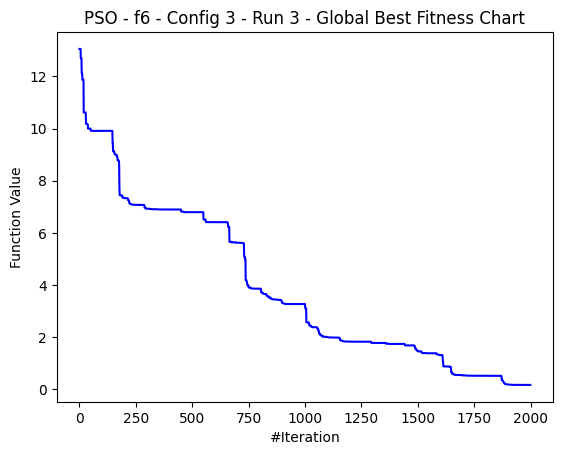 PSO - f6 - Config 3 - Run 3 - Global Best Fitness Chart
Function Value
12
10
8
6
4
2
0
0 250 500 750 1000 1250 1500 1750 2000
#Iteration